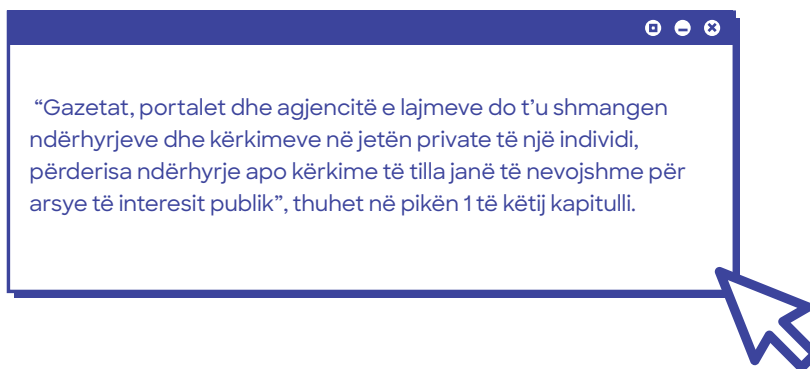 “Gazetat, portalet dhe agjencitë e lajmeve do t’u shmangen
ndërhyrjeve dhe kërkimeve në jetën private të një individi,
përderisa ndërhyrje apo kërkime të tilla janë të nevojshme për
arsye të interesit publik”, thuhet në pikën 1 të këtij kapitulli.